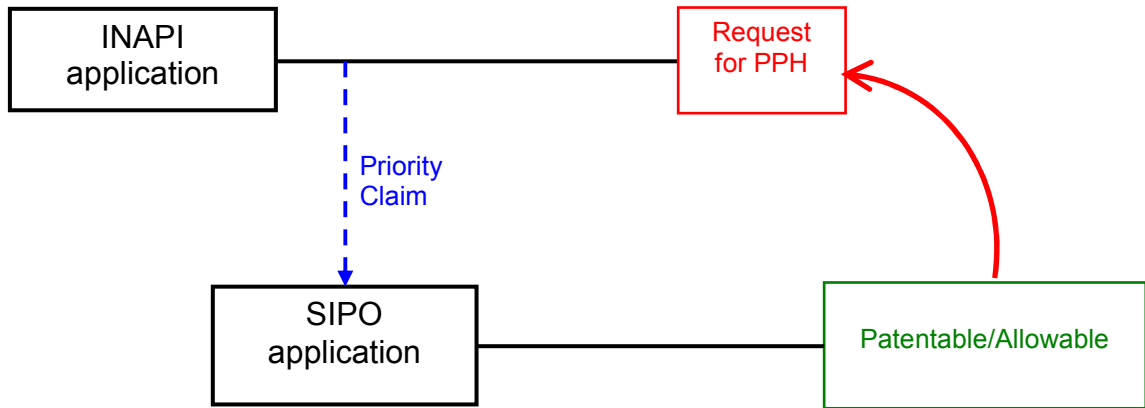 INAPI
application
Request
for PPH
Priority
Claim
SIPO
application
Patentable/Allowable